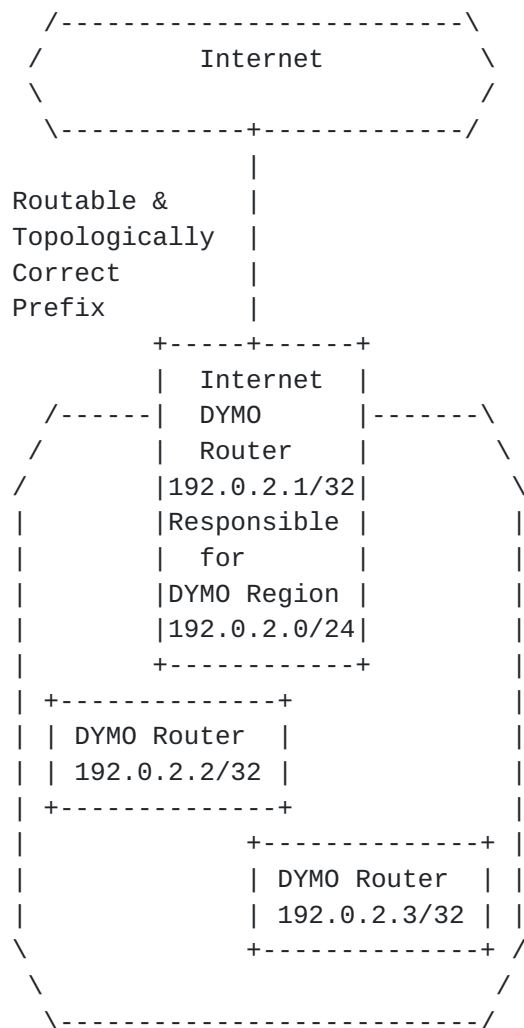 Internet
Routable &
Topologically
Correct
Prefix
Internet
DYMO
Router
192.0.2.1/32
Responsible
for
DYMO Region
192.0.2.0/24
DYMO Router
192.0.2.2/32
DYMO Router
192.0.2.3/32